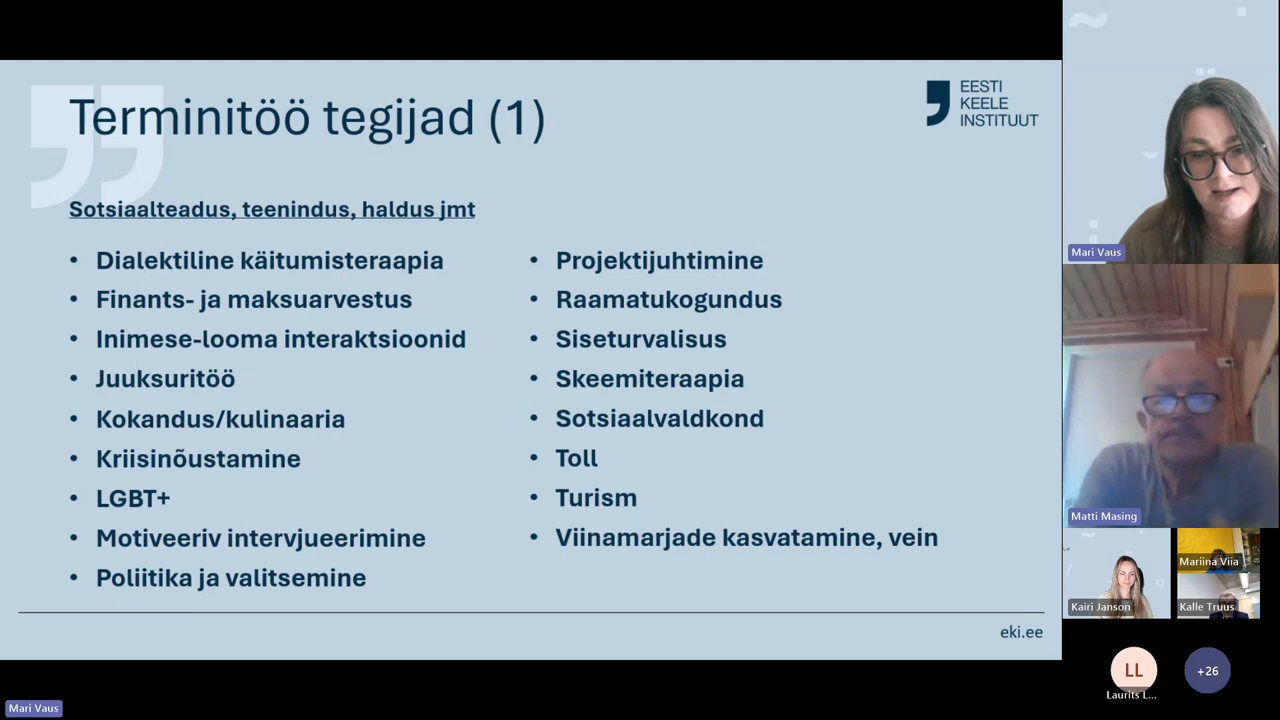 Terminitöö tegijad (1)
EESTI
KEELE
INSTITUUT
Sotsiaalteadus, teenindus, haldus jmt
• Dialektiline käitumisteraapia
• Finants- ja maksuarvestus
• Inimese-looma interaktsioonid
• Juuksuritöö
• Kokandus/kulinaaria
• Kriisinõustamine
• LGBT+
• Motiveeriv intervjueerimine
• Poliitika ja valitsemine
• Projektijuhtimine
• Raamatukogundus
• Siseturvalisus
• Skeemiteraapia
• Sotsiaalvaldkond
• Toll
• Turism
• Viinamarjade kasvatamine, vein
eki.ee
Mari Vaus
Mari Vaus
Matti Masing
Kairi Janson
Mariina Viia
Kalle Truus
LL
Laurits L...
+26